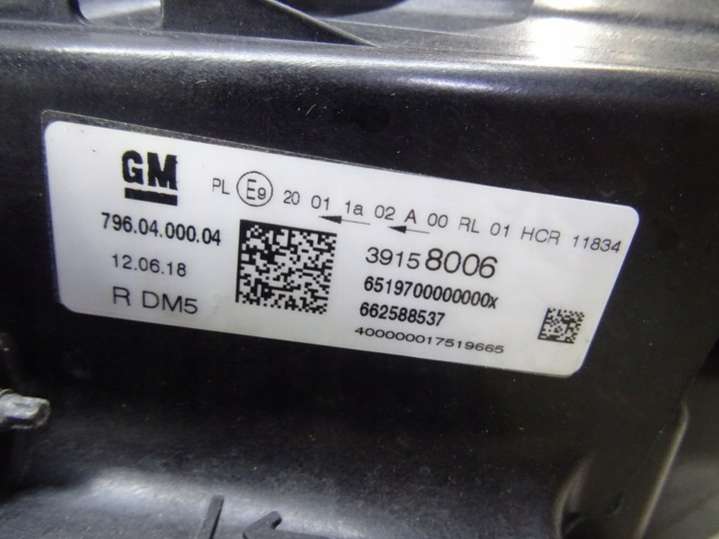 GM
PL E9 20 01 1a 02 A 00 RL 01 HCR 11834
796.04.000.04
12.06.18
R DM5
39158006
6519700000000x
662588537
400000017519665